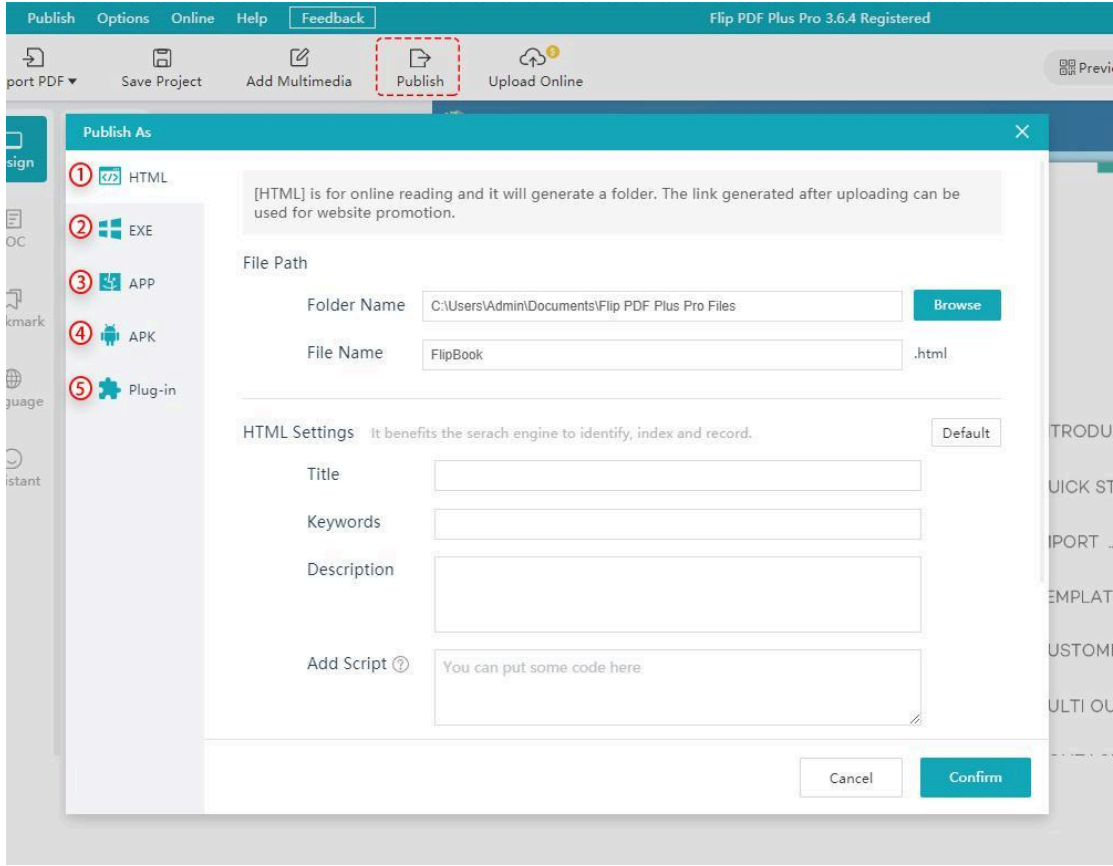 Publish Options Online Help Feedback Flip PDF Plus Pro 3.6.4 Registered
port PDF Save Project Add Multimedia Publish Upload Online Previ
Publish As
sign
① HTML
[HTML] is for online reading and it will generate a folder. The link generated after uploading can be
used for website promotion.
② EXE
OC
File Path
③ APP
Folder Name C:\Users\Admin\Documents\Flip PDF Plus Pro Files Browse
kmark
④ APK
File Name FlipBook .html
⑤ Plug-in
guage
HTML Settings It benefits the serach engine to identify, index and record. Default
TRODU
Title
istant
UICK ST
Keywords
MPORT ..
Description
EMPLAT
USTOMI
Add Script ? You can put some code here
ULTI OU
Cancel Confirm